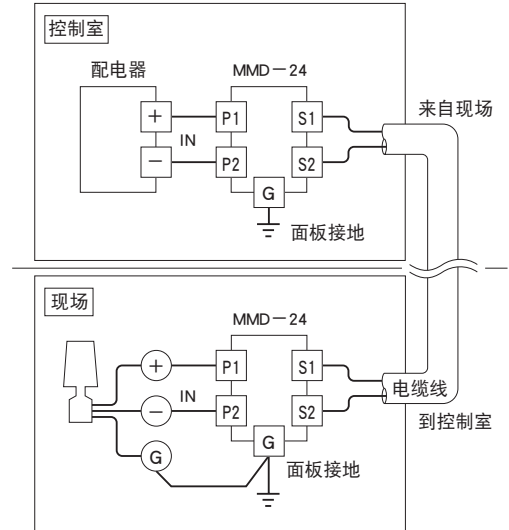 控制室
配电器
MMD－24
+
P1
S1
来自现场
IN
−
P2
S2
G
面板接地
现场
MMD－24
+
P1
S1
IN
电缆线
−
P2
S2
到控制室
G
G
面板接地